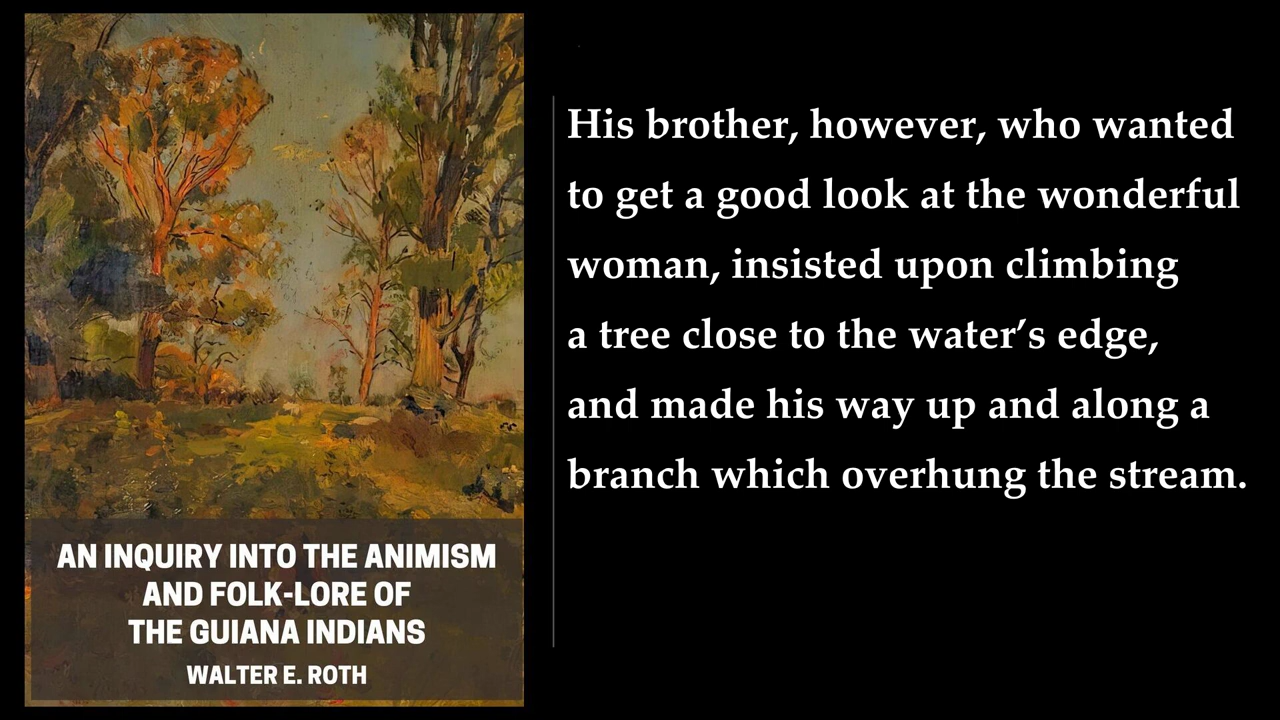 His brother, however, who wanted
to get a good look at the wonderful
woman, insisted upon climbing
a tree close to the water’s edge,
and made his way up and along a
branch which overhung the stream.
AN INQUIRY INTO THE ANIMISM
AND FOLK-LORE OF
THE GUIANA INDIANS
WALTER E. ROTH